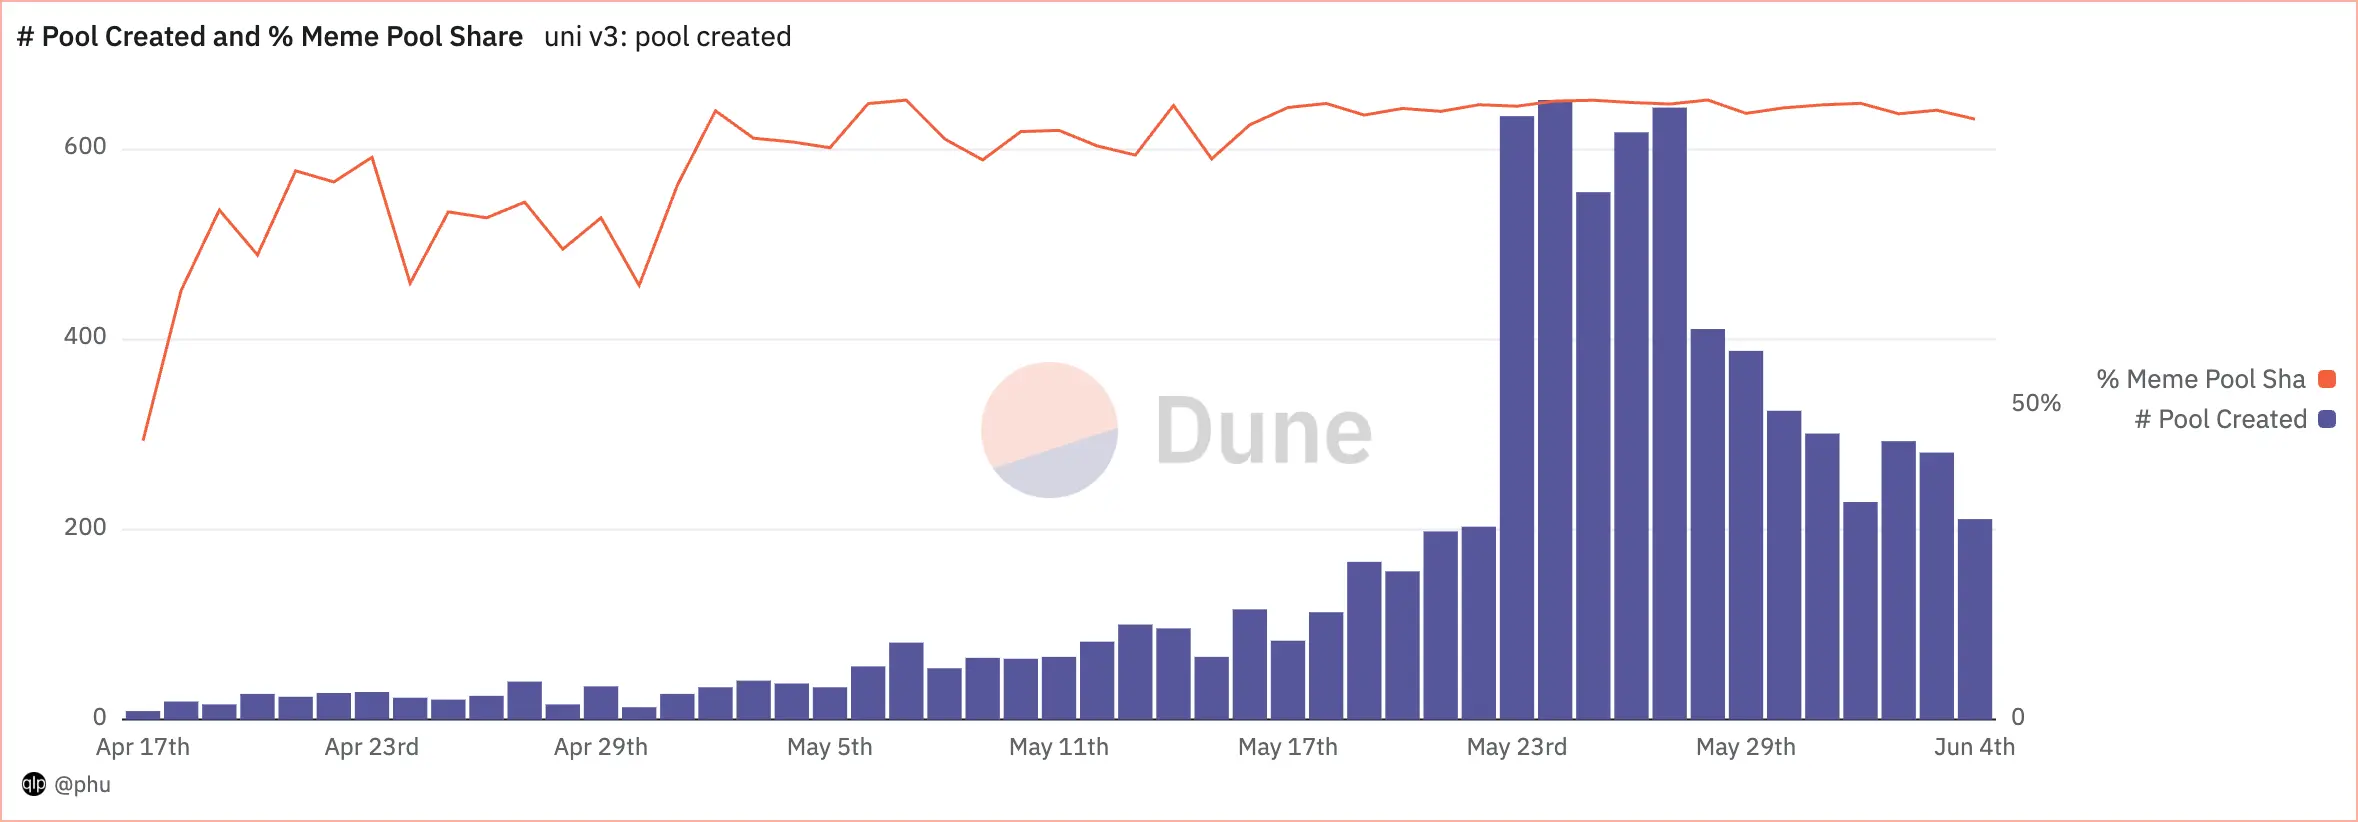 # Pool Created and % Meme Pool Share uni v3: pool created
600
400
200
0
50%
0
% Meme Pool Sha
# Pool Created
Dune
Apr 17th Apr 23rd Apr 29th May 5th May 11th May 17th May 23rd May 29th Jun 4th
qlp @phu